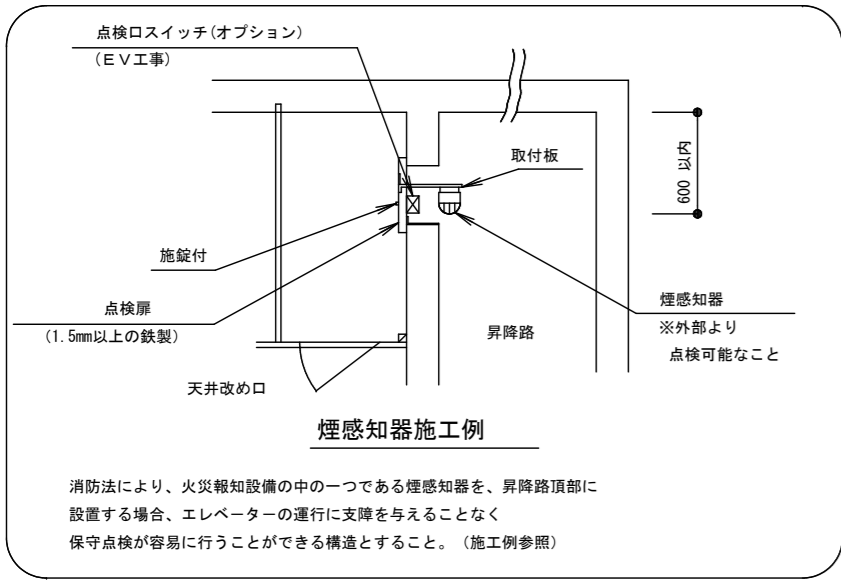 点検口スイッチ(オプション)
(ＥＶ工事)
取付板
600 以内
施錠付
点検扉
(1.5mm以上の鉄製)
煙感知器
※外部より
点検可能なこと
昇降路
天井改め口
煙感知器施工例
消防法により、火災報知設備の中の一つである煙感知器を、昇降路頂部に
設置する場合、エレベーターの運行に支障を与えることなく
保守点検が容易に行うことができる構造とすること。（施工例参照）